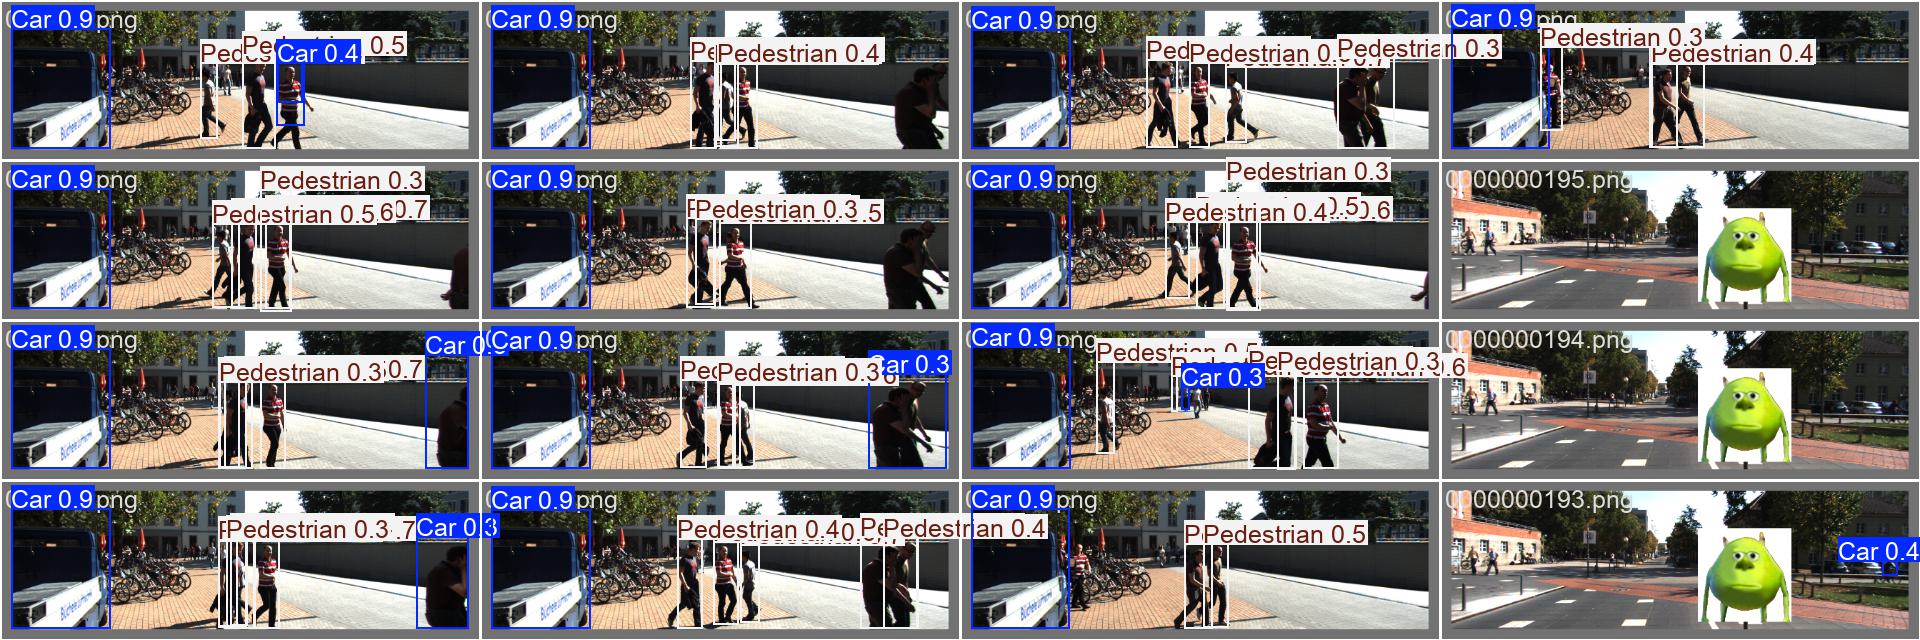 Car 0.9 png
Ped Pe 0.5
Car 0.4
Car 0.9 png
Pe Pedestrian 0.4
Car 0.9 png
Ped Pedestrian 0. Pedestrian 0.3
Car 0.9 png
Pedestrian 0.3
Pedestrian 0.4
Car 0.9 png
Pedestrian 0.3
Pedestrian 0.5 60.7
Car 0.9 png
Pedestrian 0.3 .5
Car 0.9 png
Pedestrian 0.3
Pedestrian 0.4 0.5 0.6
0000000195.png
Car 0.9 png
Pedestrian 0.3 0.7
Car 0.
Car 0.9 png
Pe Pedestrian 0.3
Car 0.3
Car 0.9 png
Pedestrian 0.5
Car 0.3
Pe Pedestrian 0.3 0.6
0000000194.png
Car 0.9 png
Pedestrian 0.3 .7
Car 0.3
Car 0.9 png
Pedestrian 0.40
Pe Pedestrian 0.4
Car 0.9 png
P Pedestrian 0.5
0000000193.png
Car 0.4